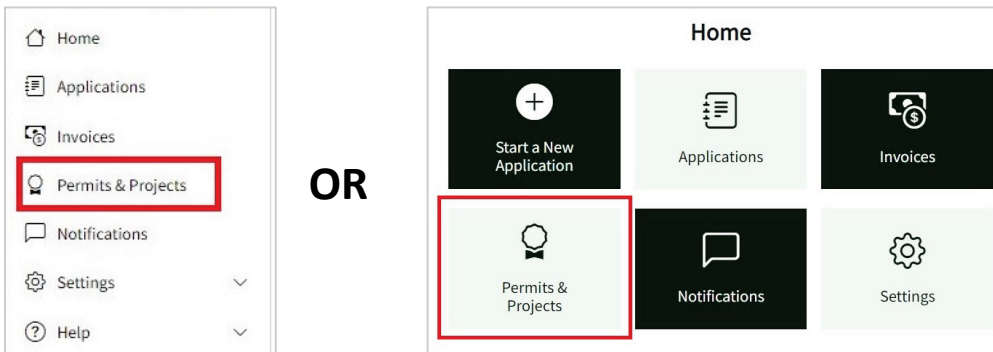 Home
Applications
Invoices
Permits & Projects
Notifications
Settings
Help
OR
Home
Start a New
Application
Applications
Invoices
Permits &
Projects
Notifications
Settings